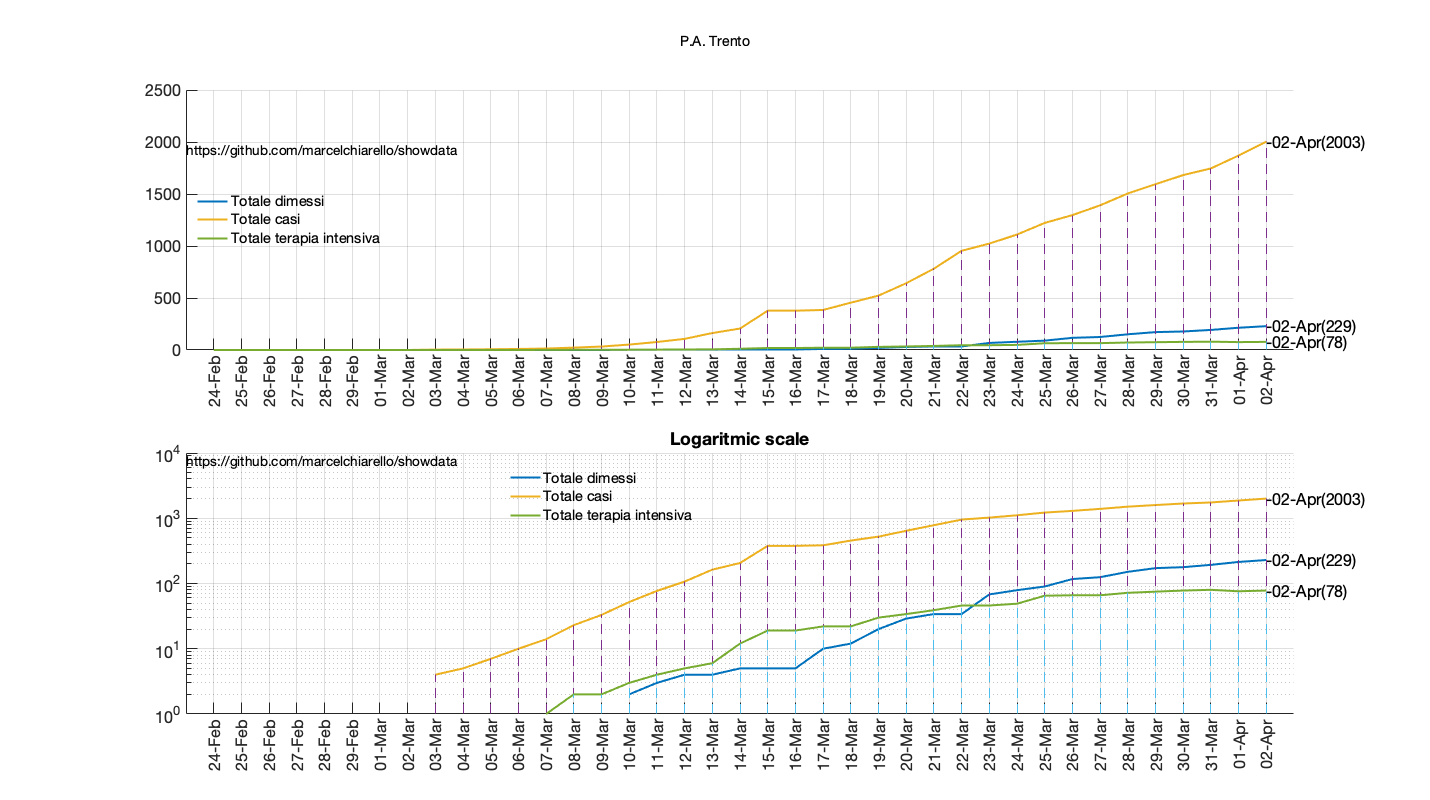 P.A. Trento
2500
2000
1500
1000
500
0
https://github.com/marcelchiarello/showdata
Totale dimessi
Totale casi
Totale terapia intensiva
-02-Apr(2003)
-02-Apr(229)
-02-Apr(78)
24-Feb
25-Feb
26-Feb
27-Feb
28-Feb
29-Feb
01-Mar
02-Mar
03-Mar
04-Mar
05-Mar
06-Mar
07-Mar
08-Mar
09-Mar
10-Mar
11-Mar
12-Mar
13-Mar
14-Mar
15-Mar
16-Mar
17-Mar
18-Mar
19-Mar
20-Mar
21-Mar
22-Mar
23-Mar
24-Mar
25-Mar
26-Mar
27-Mar
28-Mar
29-Mar
30-Mar
31-Mar
01-Apr
02-Apr
Logaritmic scale
10^4
10^3
10^2
10^1
10^0
https://github.com/marcelchiarello/showdata
Totale dimessi
Totale casi
Totale terapia intensiva
-02-Apr(2003)
-02-Apr(229)
-02-Apr(78)
24-Feb
25-Feb
26-Feb
27-Feb
28-Feb
29-Feb
01-Mar
02-Mar
03-Mar
04-Mar
05-Mar
06-Mar
07-Mar
08-Mar
09-Mar
10-Mar
11-Mar
12-Mar
13-Mar
14-Mar
15-Mar
16-Mar
17-Mar
18-Mar
19-Mar
20-Mar
21-Mar
22-Mar
23-Mar
24-Mar
25-Mar
26-Mar
27-Mar
28-Mar
29-Mar
30-Mar
31-Mar
01-Apr
02-Apr